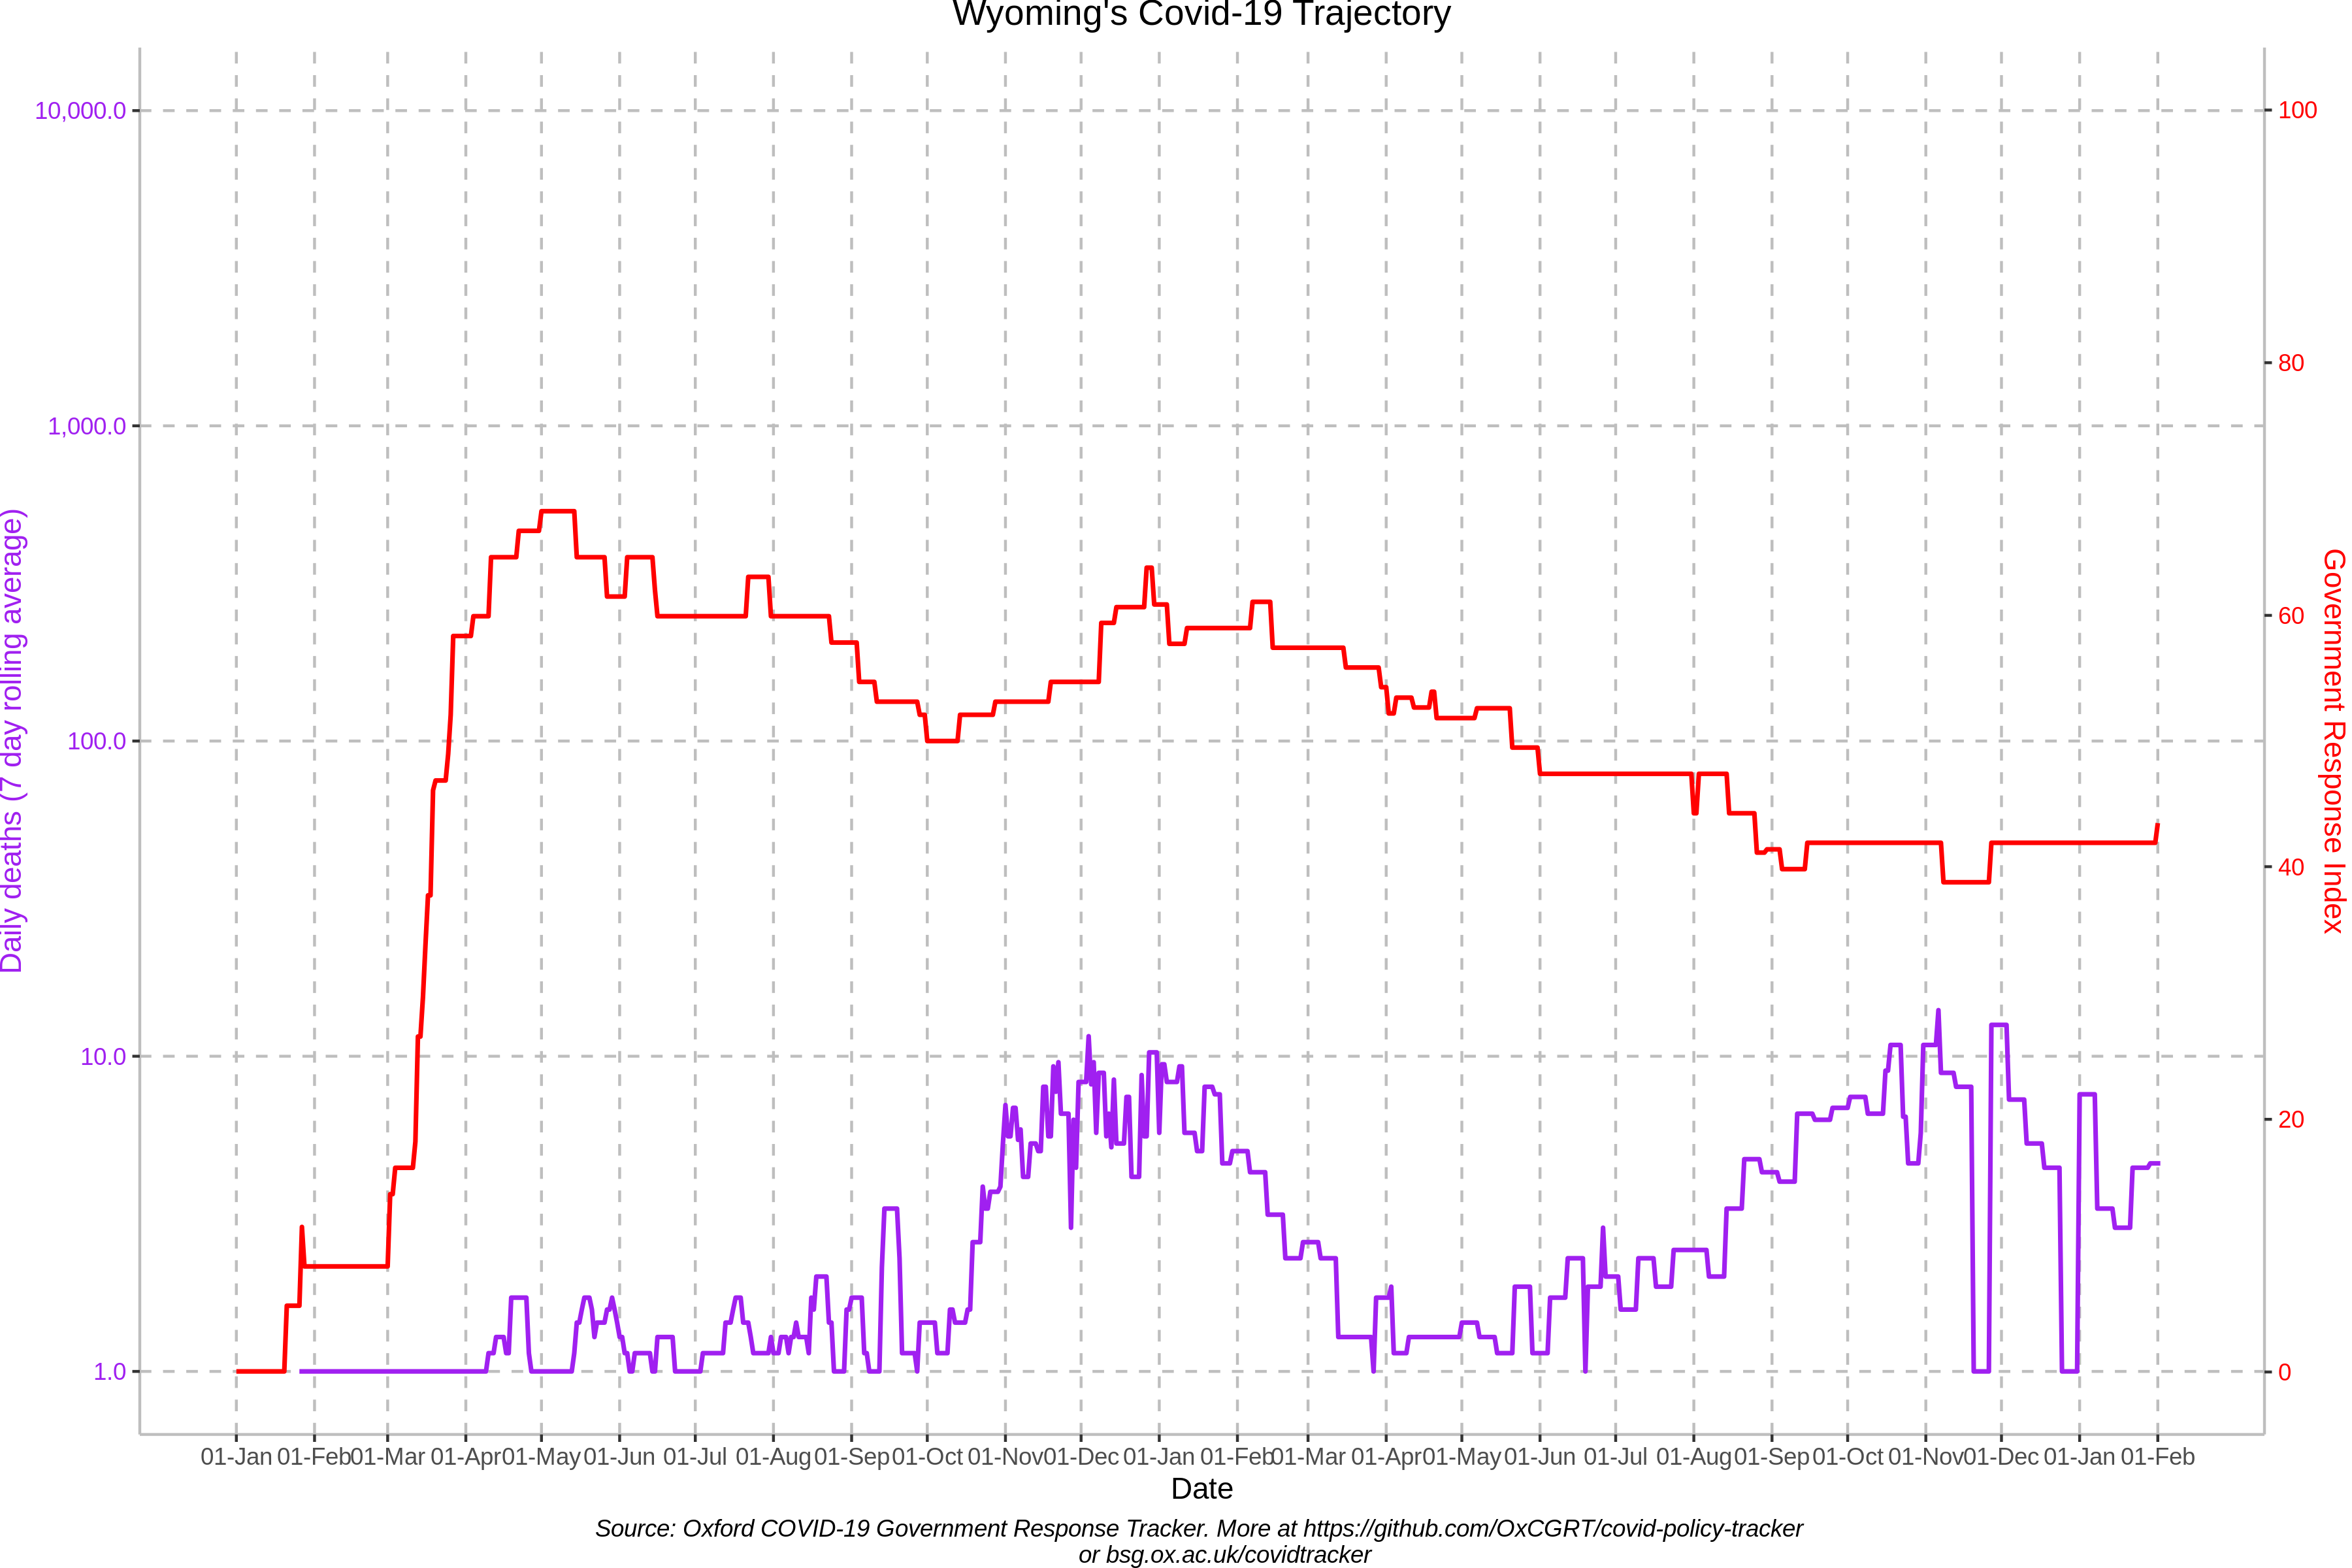 Wyoming's Covid-19 Trajectory
10,000.0
1,000.0
100.0
10.0
1.0
Daily deaths (7 day rolling average)
100
80
60
40
20
0
Government Response Index
01-Jan 01-Feb 01-Mar 01-Apr 01-May 01-Jun 01-Jul 01-Aug 01-Sep 01-Oct 01-Nov 01-Dec 01-Jan 01-Feb 01-Mar 01-Apr 01-May 01-Jun 01-Jul 01-Aug 01-Sep 01-Oct 01-Nov 01-Dec 01-Jan 01-Feb
Date
Source: Oxford COVID-19 Government Response Tracker. More at https://github.com/OxCGRT/covid-policy-tracker
or bsg.ox.ac.uk/covidtracker